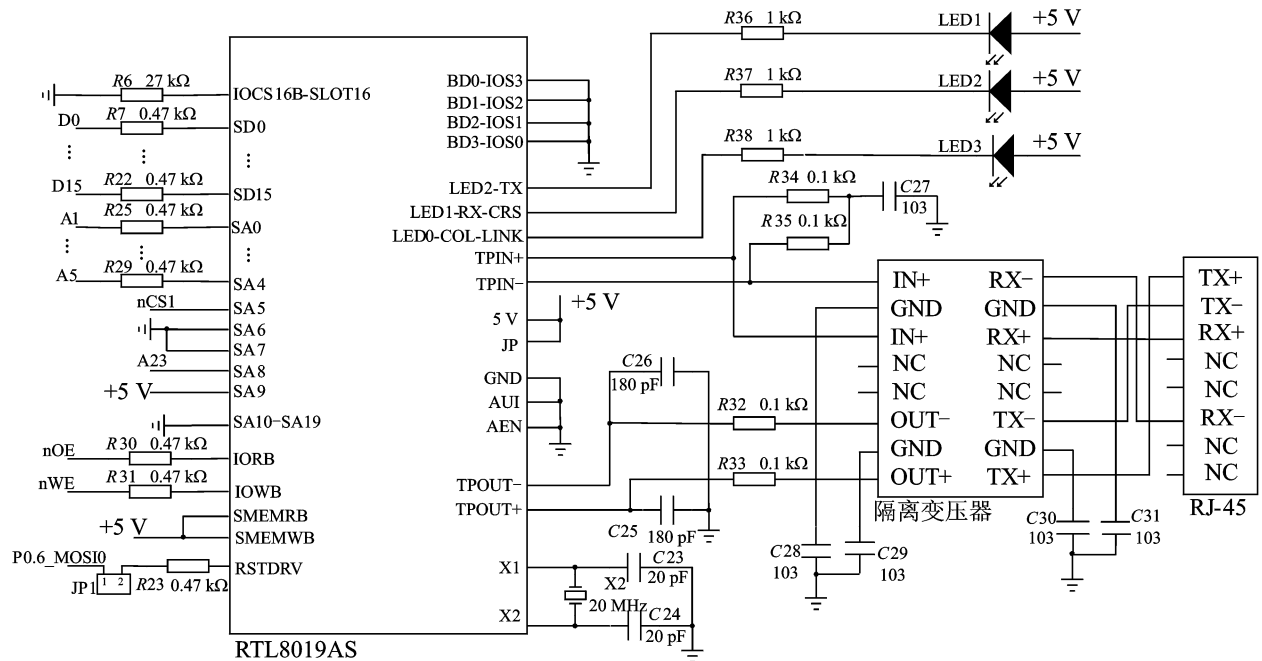 R36 1 kΩ LED1 +5 V
R37 1 kΩ LED2 +5 V
R38 1 kΩ LED3 +5 V
R6 27 kΩ IOCS16B-SLOT16
D0 R7 0.47 kΩ SD0
⋮ ⋮ ⋮
D15 R22 0.47 kΩ SD15
A1 R25 0.47 kΩ SA0
⋮ ⋮ ⋮
A5 R29 0.47 kΩ SA4
nCS1 SA5
SA6
SA7
A23 SA8
+5 V SA9
SA10-SA19
nOE R30 0.47 kΩ IORB
nWE R31 0.47 kΩ IOWB
+5 V SMEMRB
SMEMWB
P0.6_MOSI0 RSTDRV
JP1 1 2 R23 0.47 kΩ
RTL8019AS
BD0-IOS3
BD1-IOS2
BD2-IOS1
BD3-IOS0
LED2-TX
LED1-RX-CRS
LED0-COL-LINK
TPIN+
TPIN-
5 V +5 V
JP
GND
AUI
AEN
TPOUT-
TPOUT+
X1
X2
R34 0.1 kΩ C27
103
R35 0.1 kΩ
C26
180 pF
R32 0.1 kΩ
R33 0.1 kΩ
C25 180 pF
C23
20 pF
X2
20 MHz
C24
20 pF
IN+ RX-
GND GND
IN+ RX+
NC NC
NC NC
OUT- TX-
GND GND
OUT+ TX+
隔离变压器
C28
103
C29
103
C30
103
C31
103
TX+
TX-
RX+
NC
NC
RX-
NC
NC
RJ-45